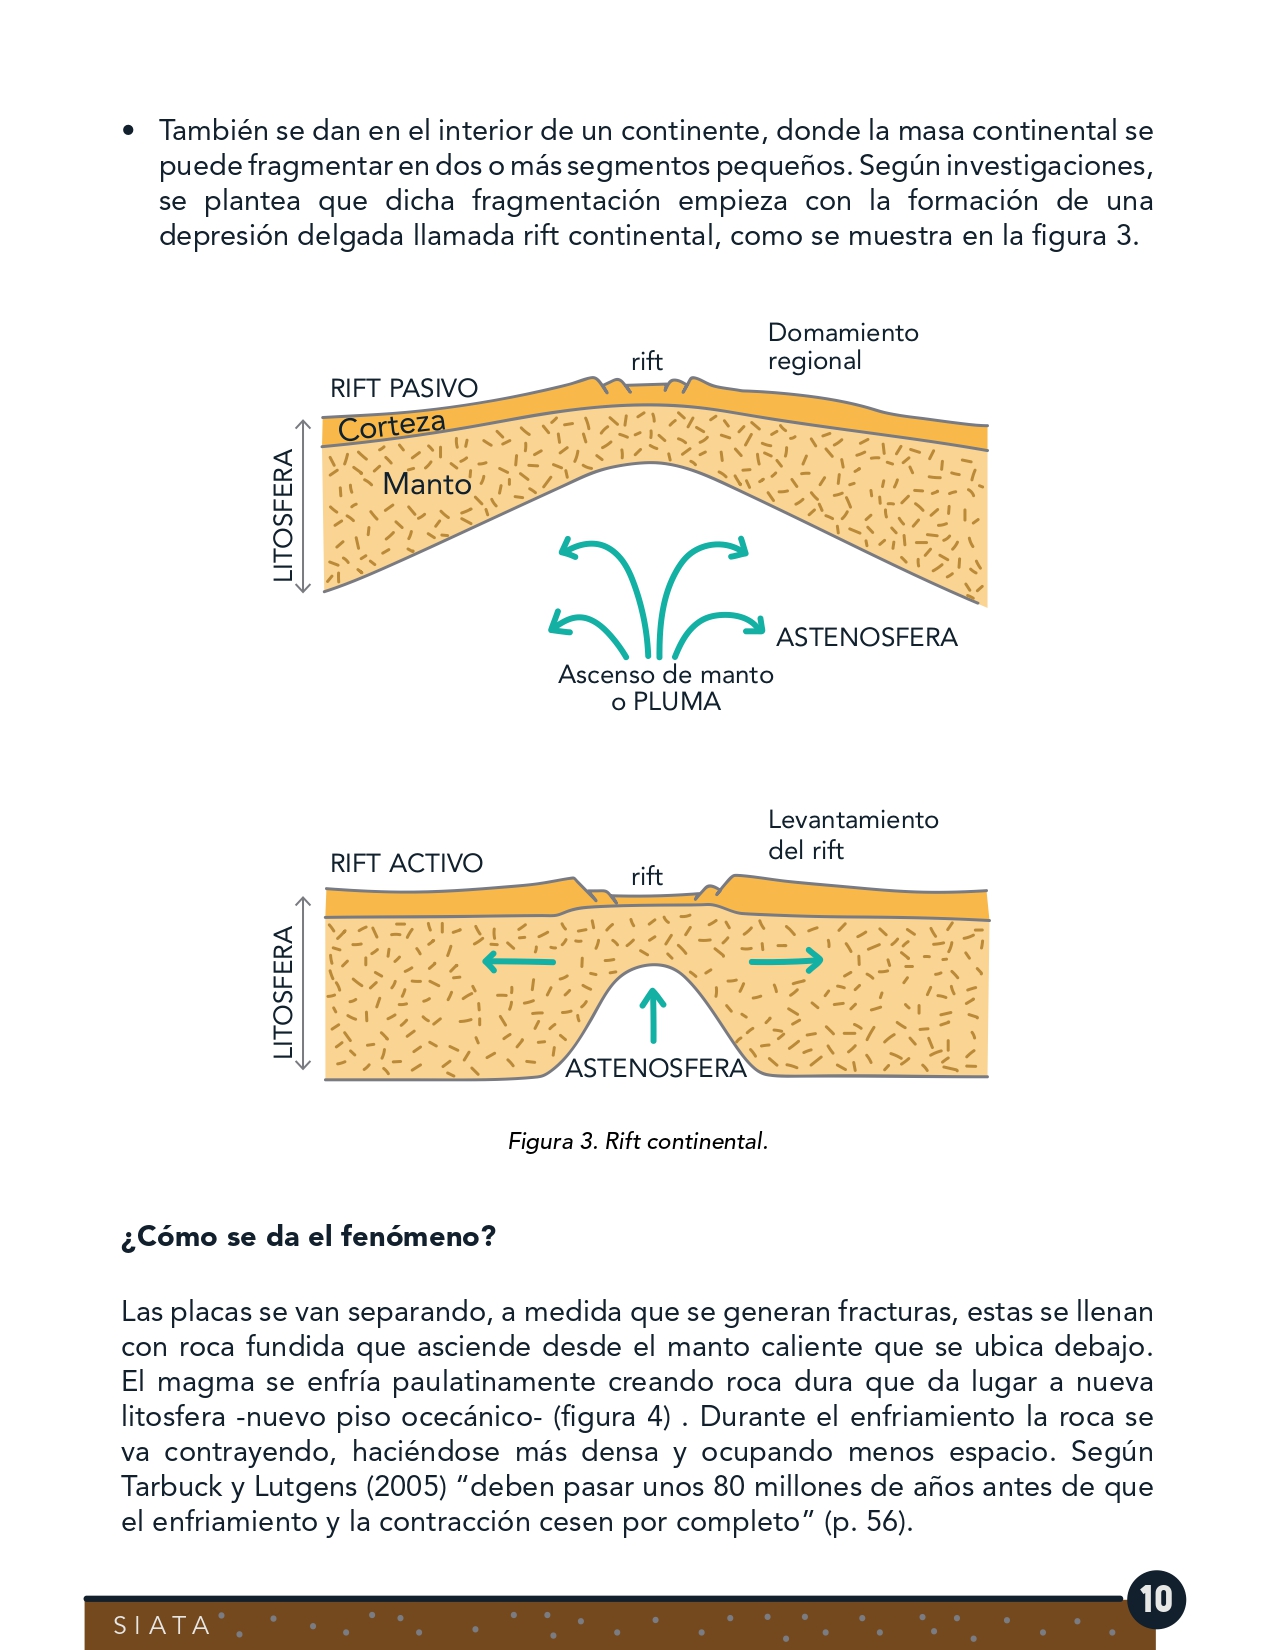 • También se dan en el interior de un continente, donde la masa continental se
puede fragmentar en dos o más segmentos pequeños. Según investigaciones,
se plantea que dicha fragmentación empieza con la formación de una
depresión delgada llamada rift continental, como se muestra en la figura 3.
Domamiento
regional
rift
RIFT PASIVO
Corteza
Manto
LITOSFERA
ASTENOSFERA
Ascenso de manto
o PLUMA
Levantamiento
del rift
RIFT ACTIVO
rift
LITOSFERA
ASTENOSFERA
Figura 3. Rift continental.
¿Cómo se da el fenómeno?
Las placas se van separando, a medida que se generan fracturas, estas se llenan
con roca fundida que asciende desde el manto caliente que se ubica debajo.
El magma se enfría paulatinamente creando roca dura que da lugar a nueva
litosfera -nuevo piso ocecánico- (figura 4) . Durante el enfriamiento la roca se
va contrayendo, haciéndose más densa y ocupando menos espacio. Según
Tarbuck y Lutgens (2005) “deben pasar unos 80 millones de años antes de que
el enfriamiento y la contracción cesen por completo” (p. 56).
10
SIATA